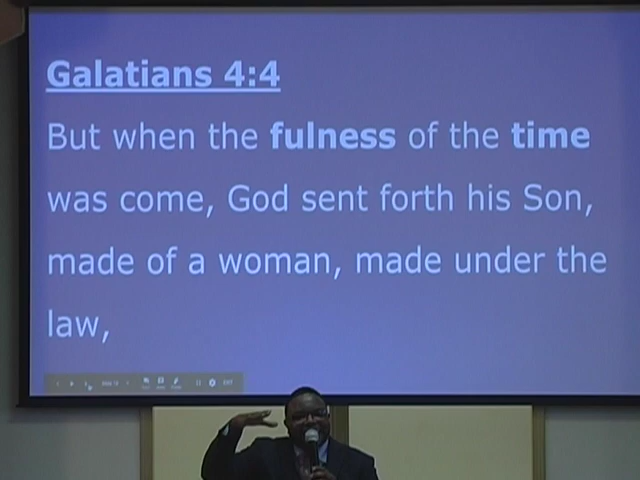 Galatians 4:4
But when the fulness of the time
was come, God sent forth his Son,
made of a woman, made under the
law,